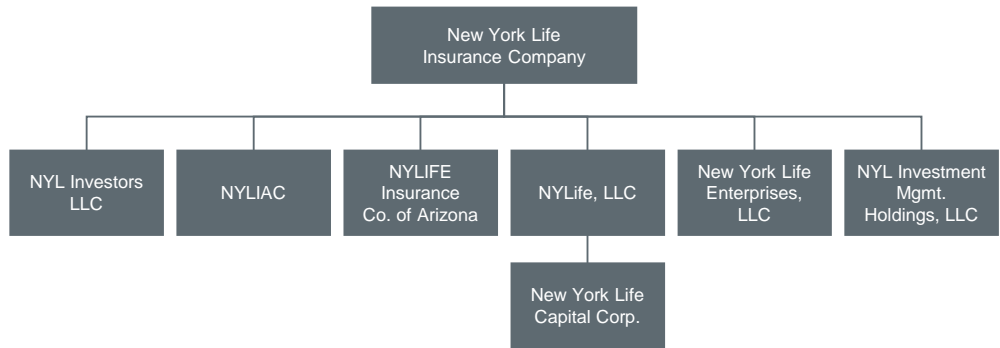 New York Life
Insurance Company
NYL Investors
LLC
NYLIAC
NYLIFE
Insurance
Co. of Arizona
NYLife, LLC
New York Life
Enterprises,
LLC
NYL Investment
Mgmt.
Holdings, LLC
New York Life
Capital Corp.